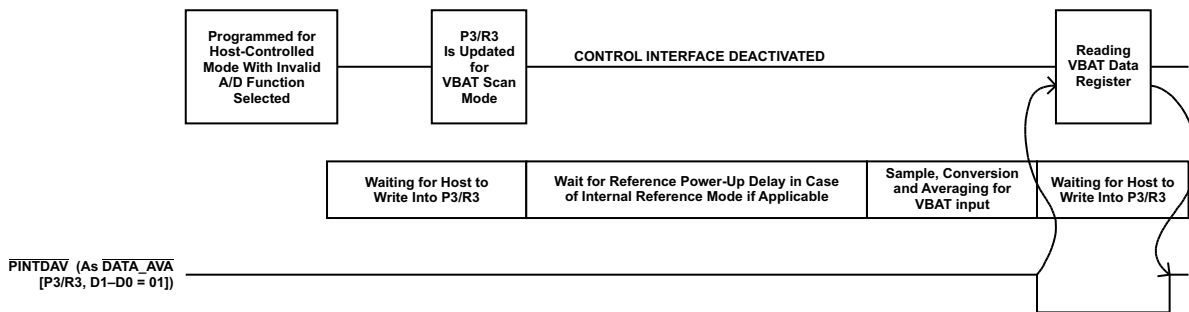 Programmed for
Host-Controlled
Mode With Invalid
A/D Function
Selected
P3/R3
Is Updated
for
VBAT Scan
Mode
CONTROL INTERFACE DEACTIVATED
Reading
VBAT Data
Register
Waiting for Host to
Write Into P3/R3
Wait for Reference Power-Up Delay in Case
of Internal Reference Mode if Applicable
Sample, Conversion
and Averaging for
VBAT input
Waiting for Host to
Write Into P3/R3
PINTDAV (As DATA_AVA
[P3/R3, D1–D0 = 01])